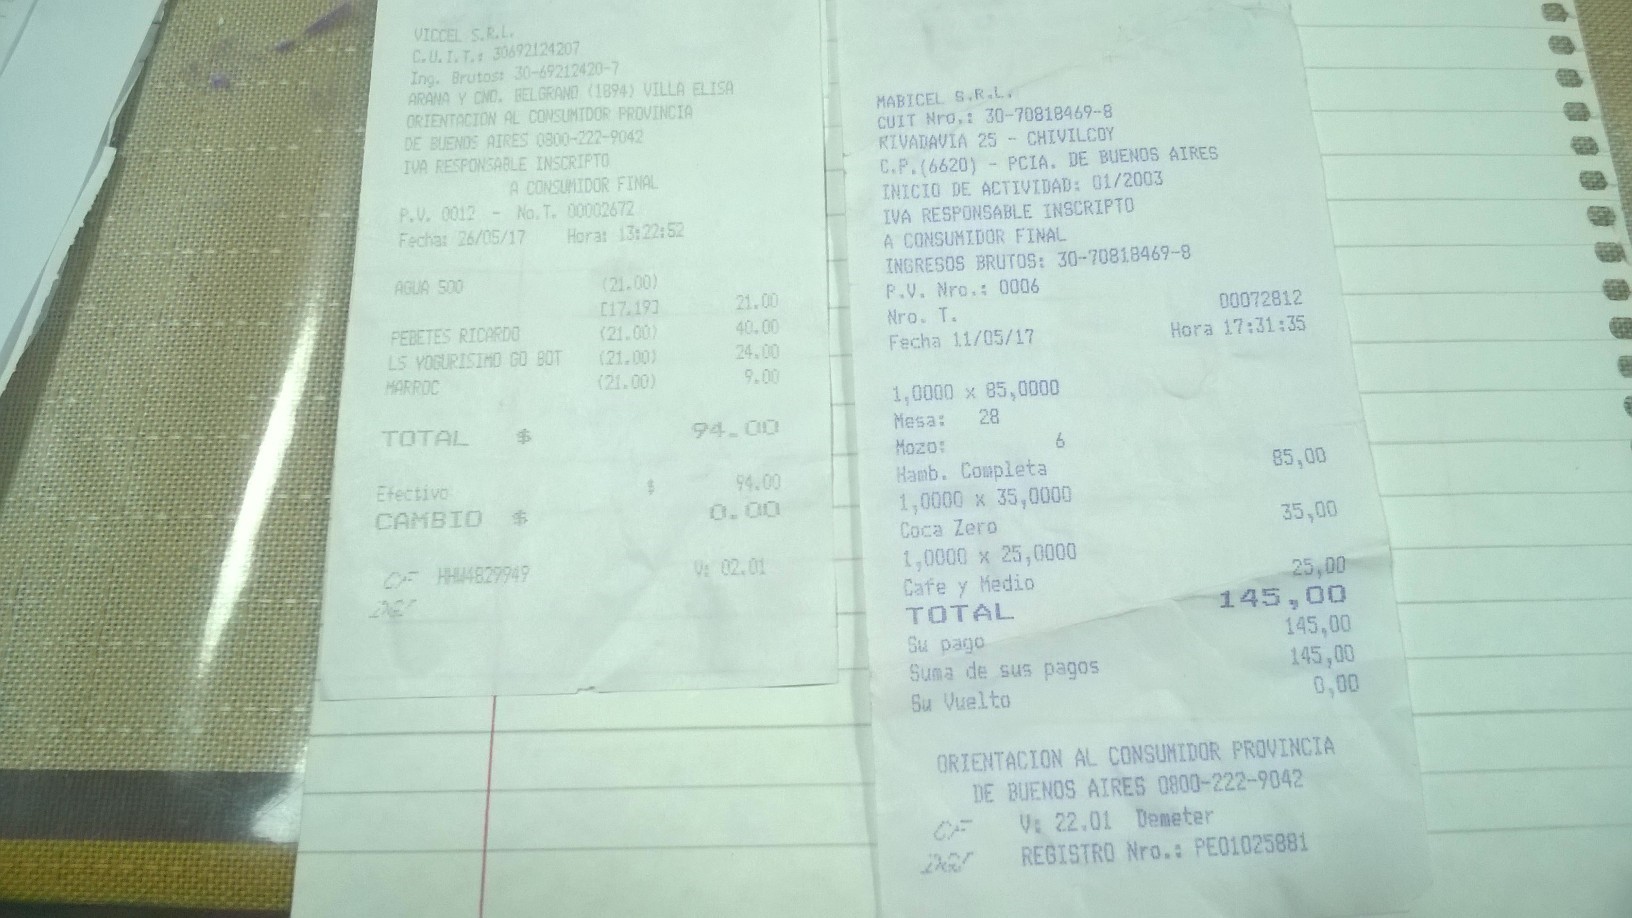 VICCEL S.R.L.
C.U.I.T.: 30692124207
Ing. Brutos: 30-69212420-7
ARANA Y CNO. BELGRANO (1894) VILLA ELISA
ORIENTACION AL CONSUMIDOR PROVINCIA
DE BUENOS AIRES 0800-222-9042
IVA RESPONSABLE INSCRIPTO
A CONSUMIDOR FINAL
P.V. 0012 - No.T. 00002672
Fecha: 26/05/17 Hora: 13:22:52
AGUA 500 (21.00)
[17.19] 21.00
PEBETES RICARDO (21.00) 40.00
LS YOGURISIMO GO BOT (21.00) 24.00
MARROC (21.00) 9.00
TOTAL $ 94.00
Efectivo $ 94.00
CAMBIO $ 0.00
CF HHW4829949 V: 02.01
DGI
MABICEL S.R.L.
CUIT Nro.: 30-70818469-8
RIVADAVIA 25 - CHIVILCOY
C.P.(6620) - PCIA. DE BUENOS AIRES
INICIO DE ACTIVIDAD: 01/2003
IVA RESPONSABLE INSCRIPTO
A CONSUMIDOR FINAL
INGRESOS BRUTOS: 30-70818469-8
P.V. Nro.: 0006
Nro. T. 00072812
Fecha 11/05/17 Hora 17:31:35
1,0000 x 85,0000
Mesa: 28
Mozo: 6
Hamb. Completa 85,00
1,0000 x 35,0000
Coca Zero 35,00
1,0000 x 25,0000
Cafe y Medio 25,00
TOTAL 145,00
Su pago 145,00
Suma de sus pagos 145,00
Su Vuelto 0,00
ORIENTACION AL CONSUMIDOR PROVINCIA
DE BUENOS AIRES 0800-222-9042
CF V: 22.01 Demeter
DGI REGISTRO Nro.: PEO1025881